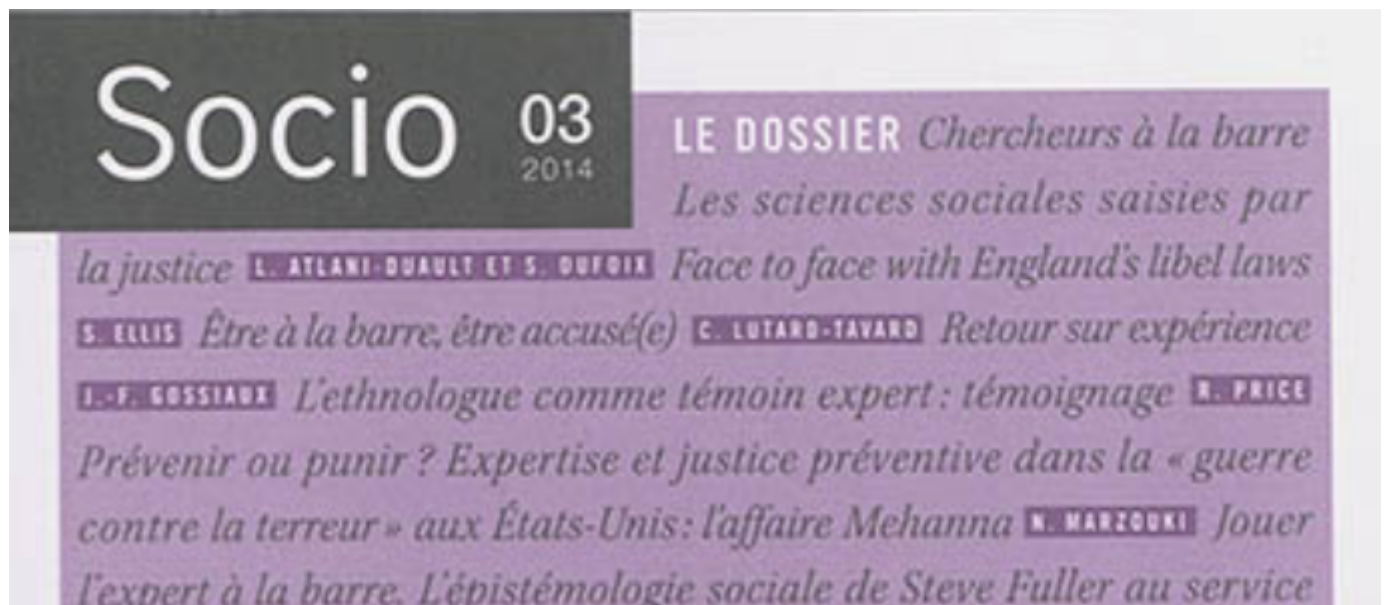 Socio 03
2014
LE DOSSIER Chercheurs à la barre
Les sciences sociales saisies par
la justice L. ATLANI-DUAULT ET S. DUFOIX Face to face with England's libel laws
S. ELLIS Être à la barre, être accusé(e) C. LUTARD-TAVARD Retour sur expérience
J.-F. GOSSIAUX L'ethnologue comme témoin expert : témoignage R. PRICE
Prévenir ou punir ? Expertise et justice préventive dans la « guerre
contre la terreur » aux États-Unis : l'affaire Mehanna N. MARZOUKI Jouer
l'expert à la barre. L'épistémologie sociale de Steve Fuller au service